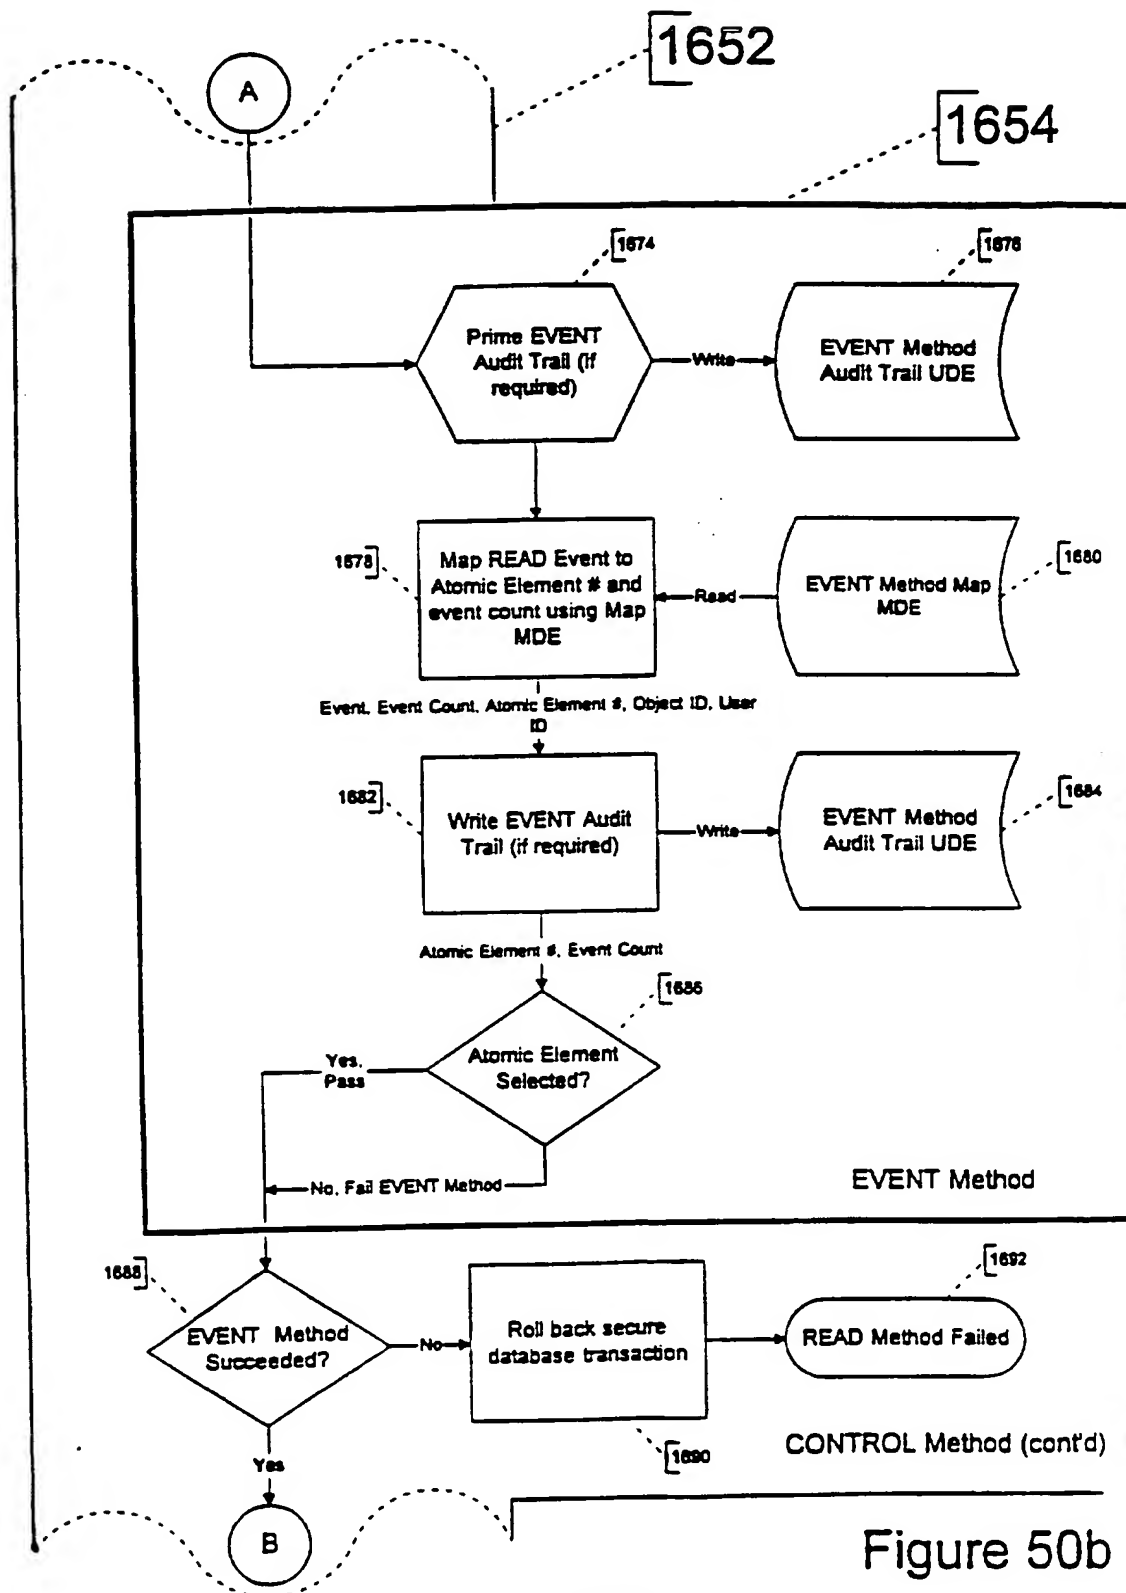 1652
A
1654
1674
1676
Prime EVENT
Audit Trail (if
required)
Write
EVENT Method
Audit Trail UDE
1678
Map READ Event to
Atomic Element # and
event count using Map
MDE
Read
EVENT Method Map
MDE
1680
Event, Event Count, Atomic Element #, Object ID, User
ID
1682
Write EVENT Audit
Trail (if required)
Write
EVENT Method
Audit Trail UDE
1684
Atomic Element #, Event Count
1686
Yes,
Pass
Atomic Element
Selected?
No, Fail EVENT Method
EVENT Method
1688
EVENT Method
Succeeded?
No
Roll back secure
database transaction
1692
READ Method Failed
1690
CONTROL Method (cont'd)
Yes
B
Figure 50b